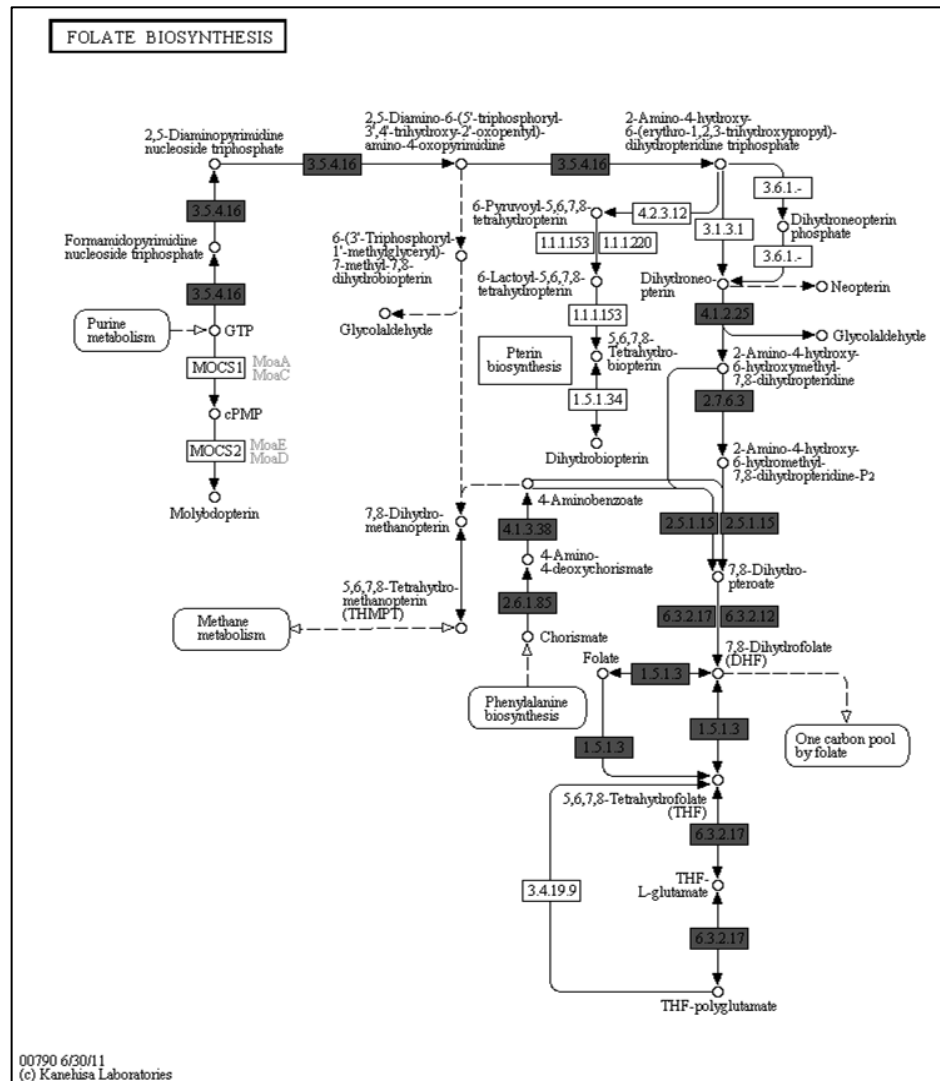 FOLATE BIOSYNTHESIS
2,5-Diaminopyrimidine
nucleoside triphosphate
2,5-Diamino-6-(5'-triphosphoryl-
3',4'-trihydroxy-2'-oxopentyl)-
amino-4-oxopyrimidine
2-Amino-4-hydroxy-
6-(erythro-1,2,3-trihydroxypropyl)-
dihydropteridine triphosphate
3.5.4.16
3.5.4.16
3.6.1.-
3.5.4.16
6-Pyruvoyl-5,6,7,8-
tetrahydropterin
4.2.3.12
Dihydroneopterin
phosphate
3.1.3.1
Formamidopyrimidine
nucleoside triphosphate
6-(3'-Triphosphoryl-
1'-methylglyceryl)-
7-methyl-7,8-
dihydrobiopterin
1.1.1.153
1.1.1.220
3.6.1.-
3.5.4.16
6-Lactoyl-5,6,7,8-
tetrahydropterin
Dihydroneo-
pterin
Neopterin
Purine
metabolism
GTP
Glycolaldehyde
1.1.1.153
4.1.2.25
Glycolaldehyde
MOCS1
MoaA
MoaC
Pterin
biosynthesis
5,6,7,8-
Tetrahydro-
biopterin
2-Amino-4-hydroxy-
6-hydroxymethyl-
7,8-dihydropteridine
1.5.1.34
2.7.6.3
cPMP
MOCS2
MoaE
MoaD
Dihydrobiopterin
2-Amino-4-hydroxy-
6-hydromethyl-
7,8-dihydropteridine-P2
Molybdopterin
4-Aminobenzoate
7,8-Dihydro-
methanopterin
4.1.3.38
2.5.1.15
2.5.1.15
4-Amino-
4-deoxychorismate
7,8-Dihydro-
pteroate
5,6,7,8-Tetrahydro-
methanopterin
(THMPT)
2.6.1.85
6.3.2.17
6.3.2.12
Methane
metabolism
Chorismate
7,8-Dihydrofolate
(DHF)
Folate
1.5.1.3
Phenylalanine
biosynthesis
1.5.1.3
1.5.1.3
One carbon pool
by folate
5,6,7,8-Tetrahydrofolate
(THF)
6.3.2.17
3.4.19.9
THF-
L-glutamate
6.3.2.17
THF-polyglutamate
00790 6/30/11
(c) Kanehisa Laboratories